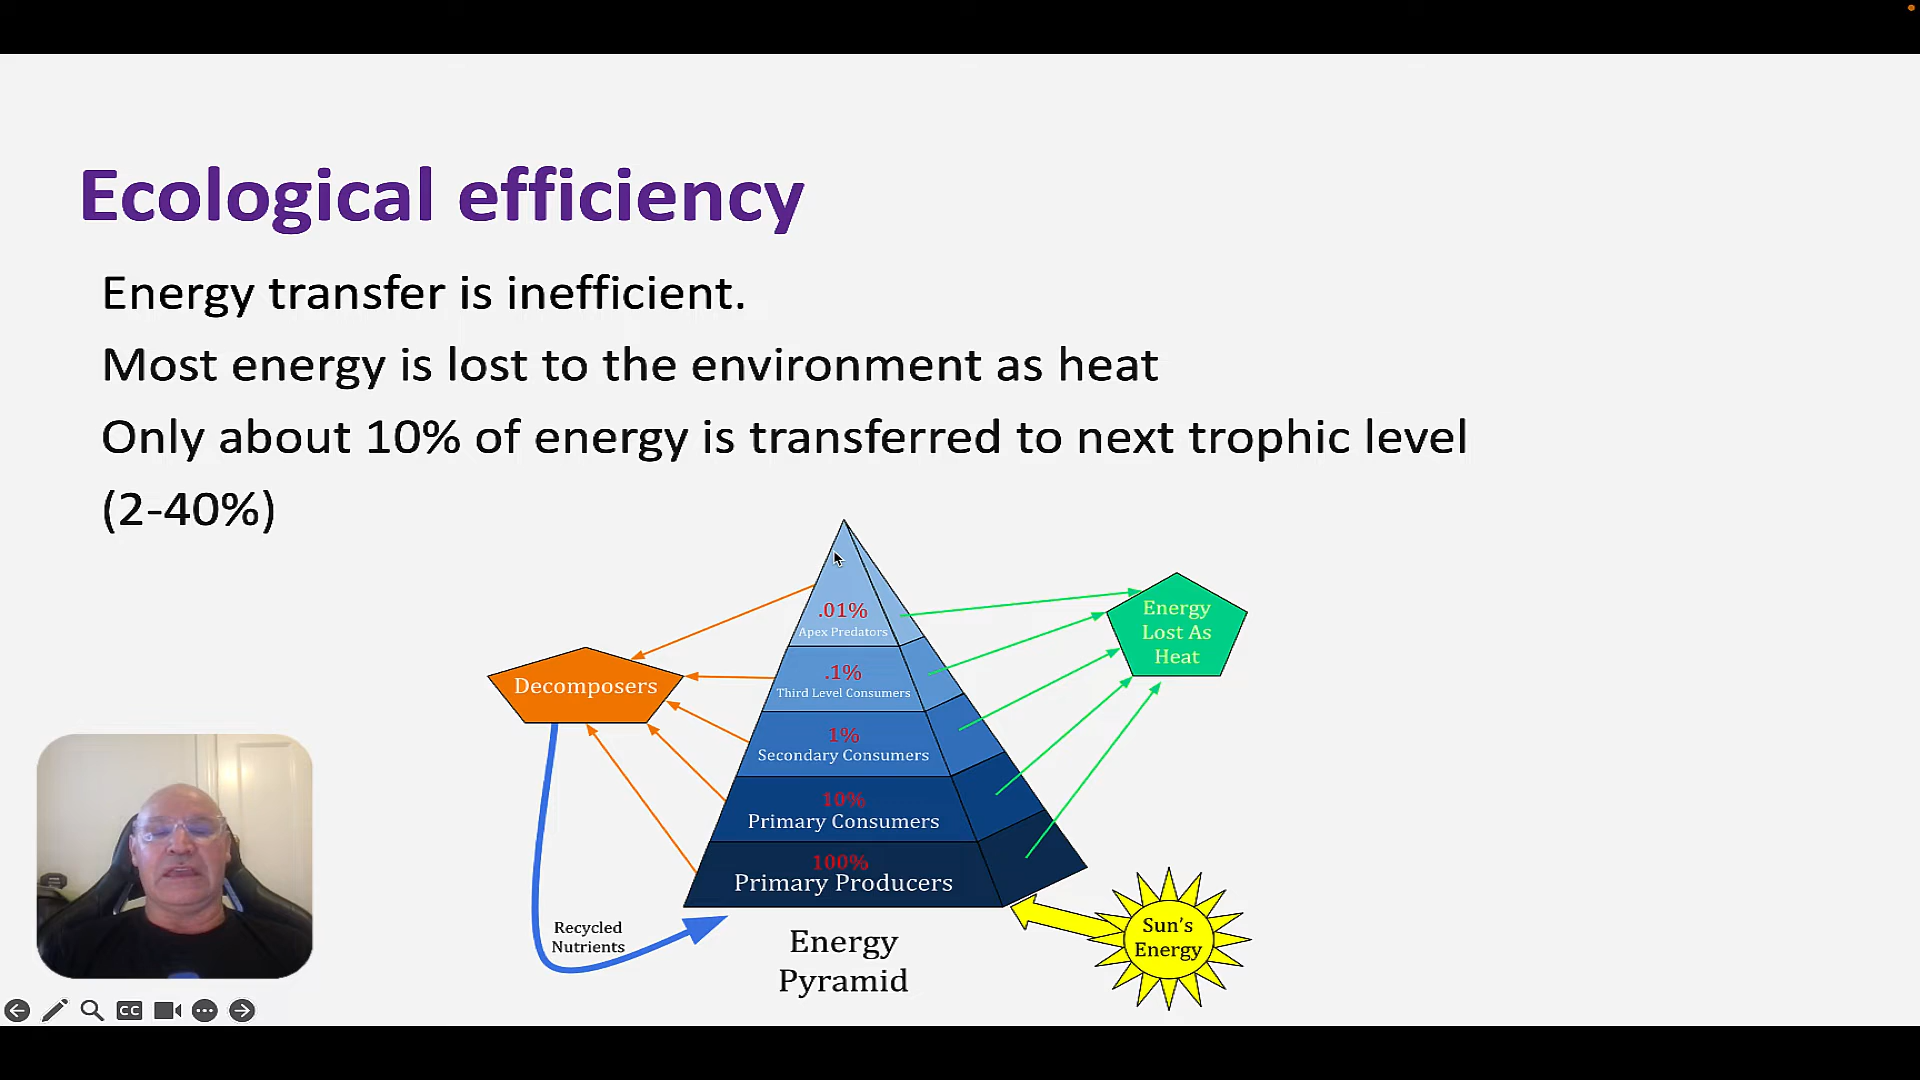 Ecological efficiency
Energy transfer is inefficient.
Most energy is lost to the environment as heat
Only about 10% of energy is transferred to next trophic level
(2-40%)
.01%
Apex Predators
.1%
Third Level Consumers
1%
Secondary Consumers
10%
Primary Consumers
100%
Primary Producers
Energy
Pyramid
Decomposers
Recycled
Nutrients
Energy
Lost As
Heat
Sun's
Energy
CC